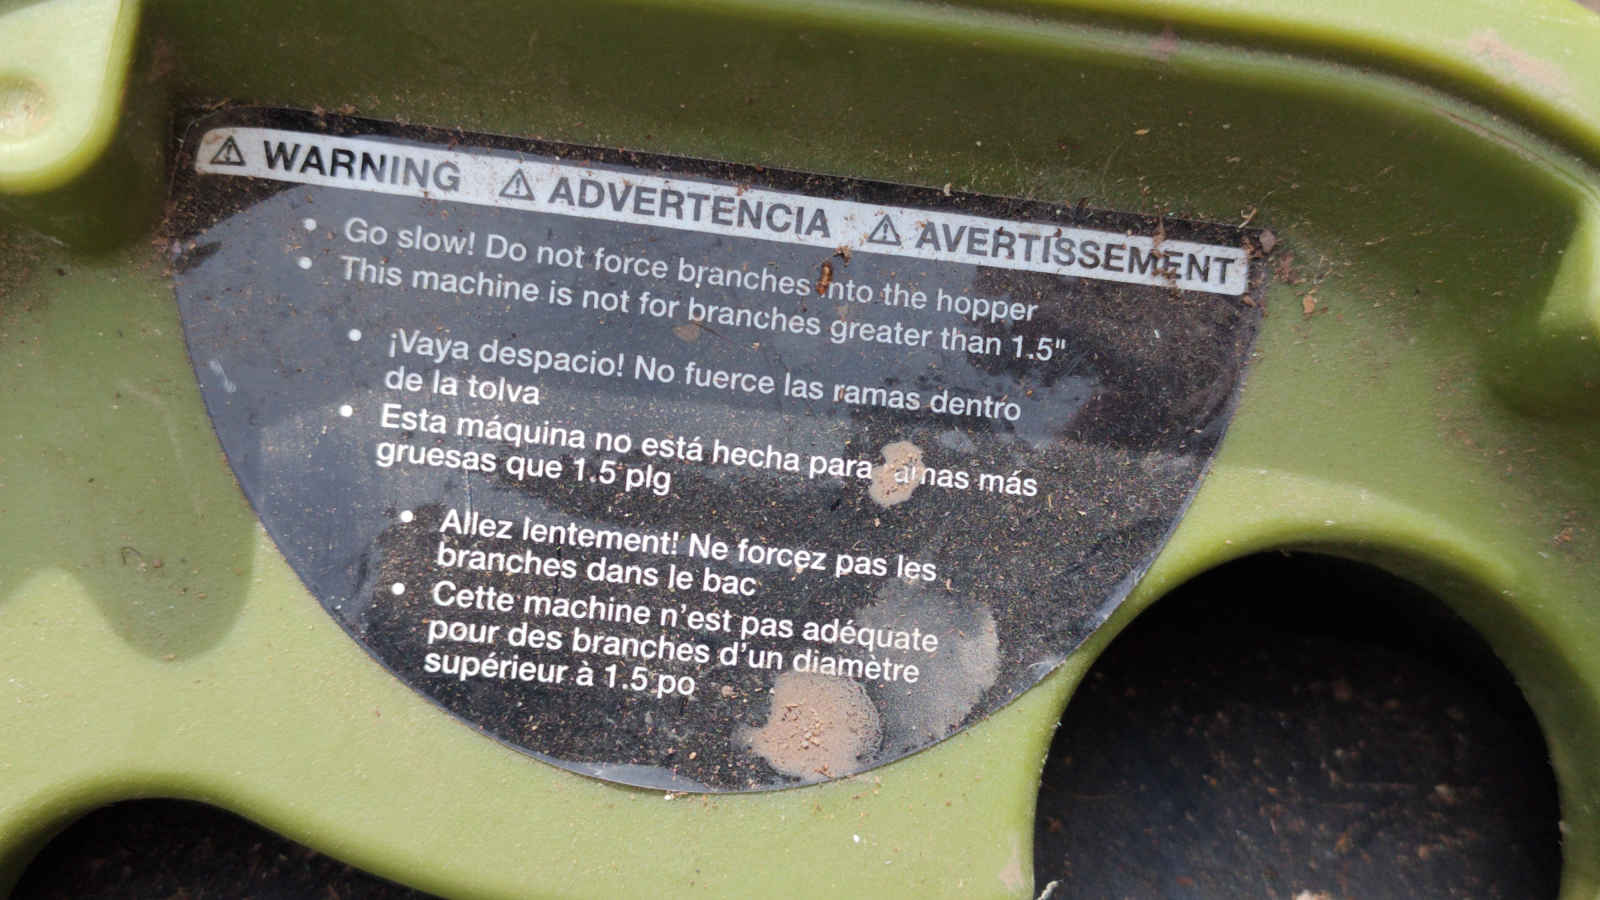 ⚠ WARNING ⚠ ADVERTENCIA ⚠ AVERTISSEMENT
• Go slow! Do not force branches into the hopper
• This machine is not for branches greater than 1.5"
• ¡Vaya despacio! No fuerce las ramas dentro
de la tolva
• Esta máquina no está hecha para ramas más
gruesas que 1.5 plg
• Allez lentement! Ne forcez pas les
branches dans le bac
• Cette machine n'est pas adéquate
pour des branches d'un diamètre
supérieur à 1.5 po